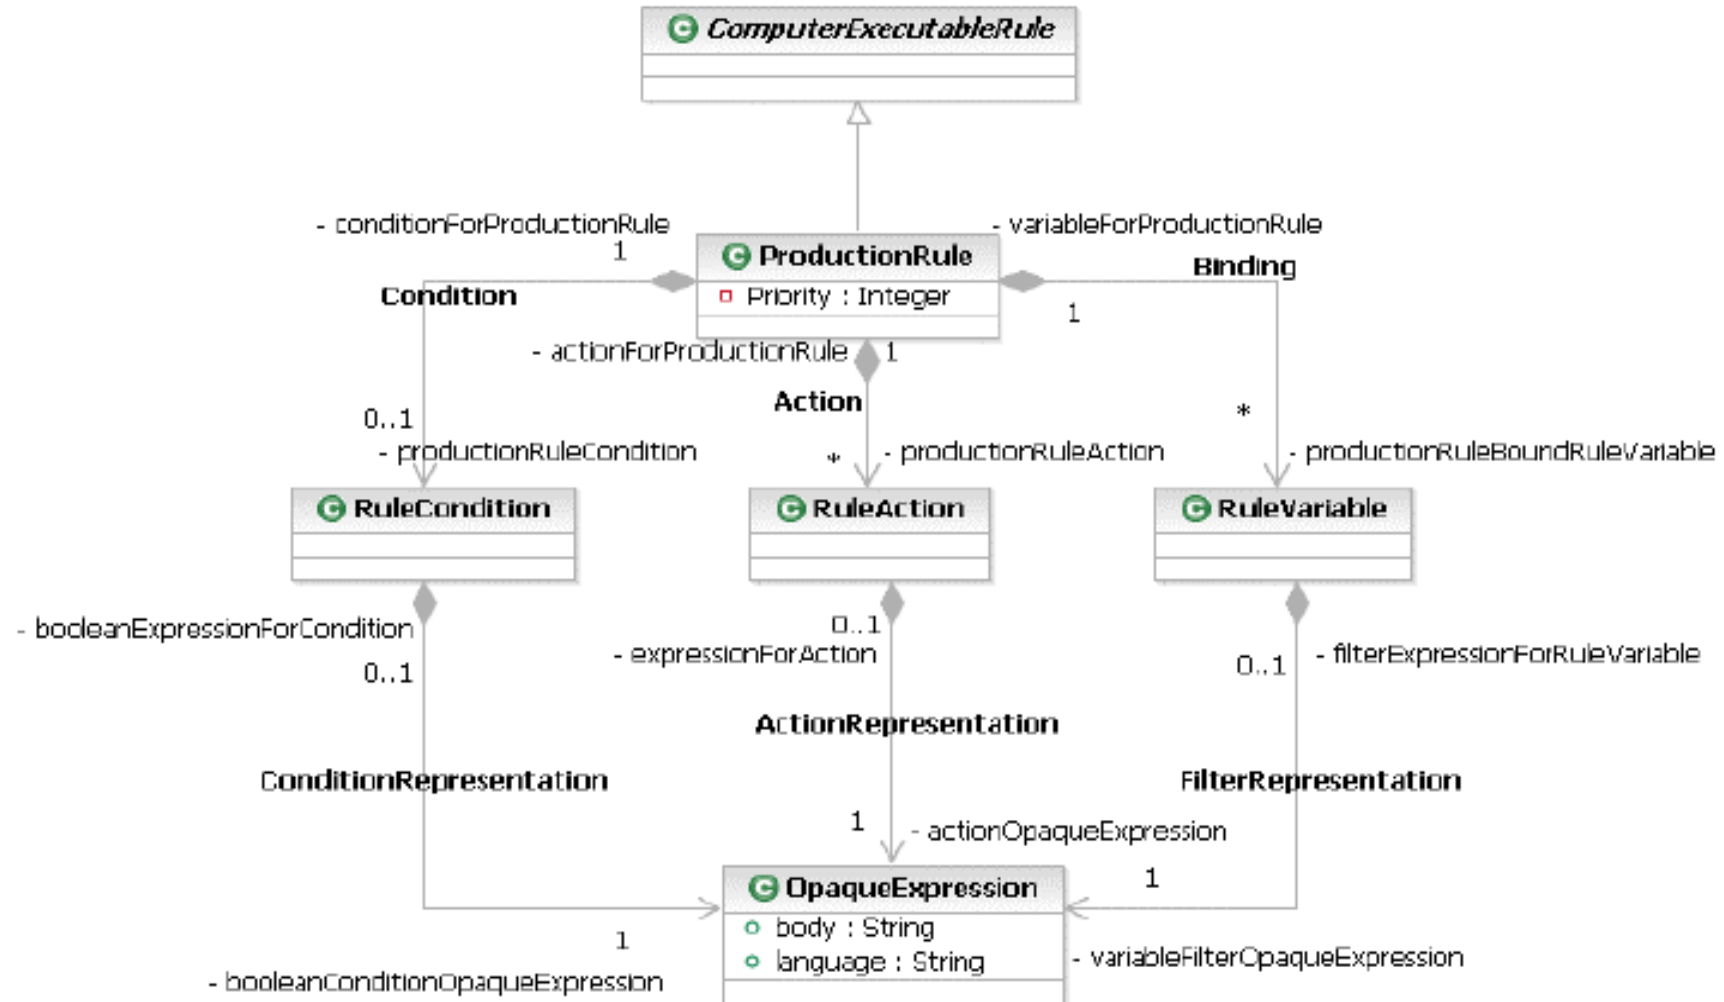 C ComputerExecutableRule
- conditionForProductionRule
- variableForProductionRule
1
C ProductionRule
Binding
Condition
Priority : Integer
1
- actionForProductionRule
1
Action
0..1
*
- productionRuleCondition
*
- productionRuleAction
- productionRuleBoundRuleVariable
C RuleCondition
C RuleAction
C RuleVariable
- booleanExpressionForCondition
0..1
- expressionForAction
- filterExpressionForRuleVariable
0..1
0..1
ActionRepresentation
ConditionRepresentation
FilterRepresentation
1
- actionOpaqueExpression
C OpaqueExpression
1
body : String
1
language : String
- variableFilterOpaqueExpression
- booleanConditionOpaqueExpression